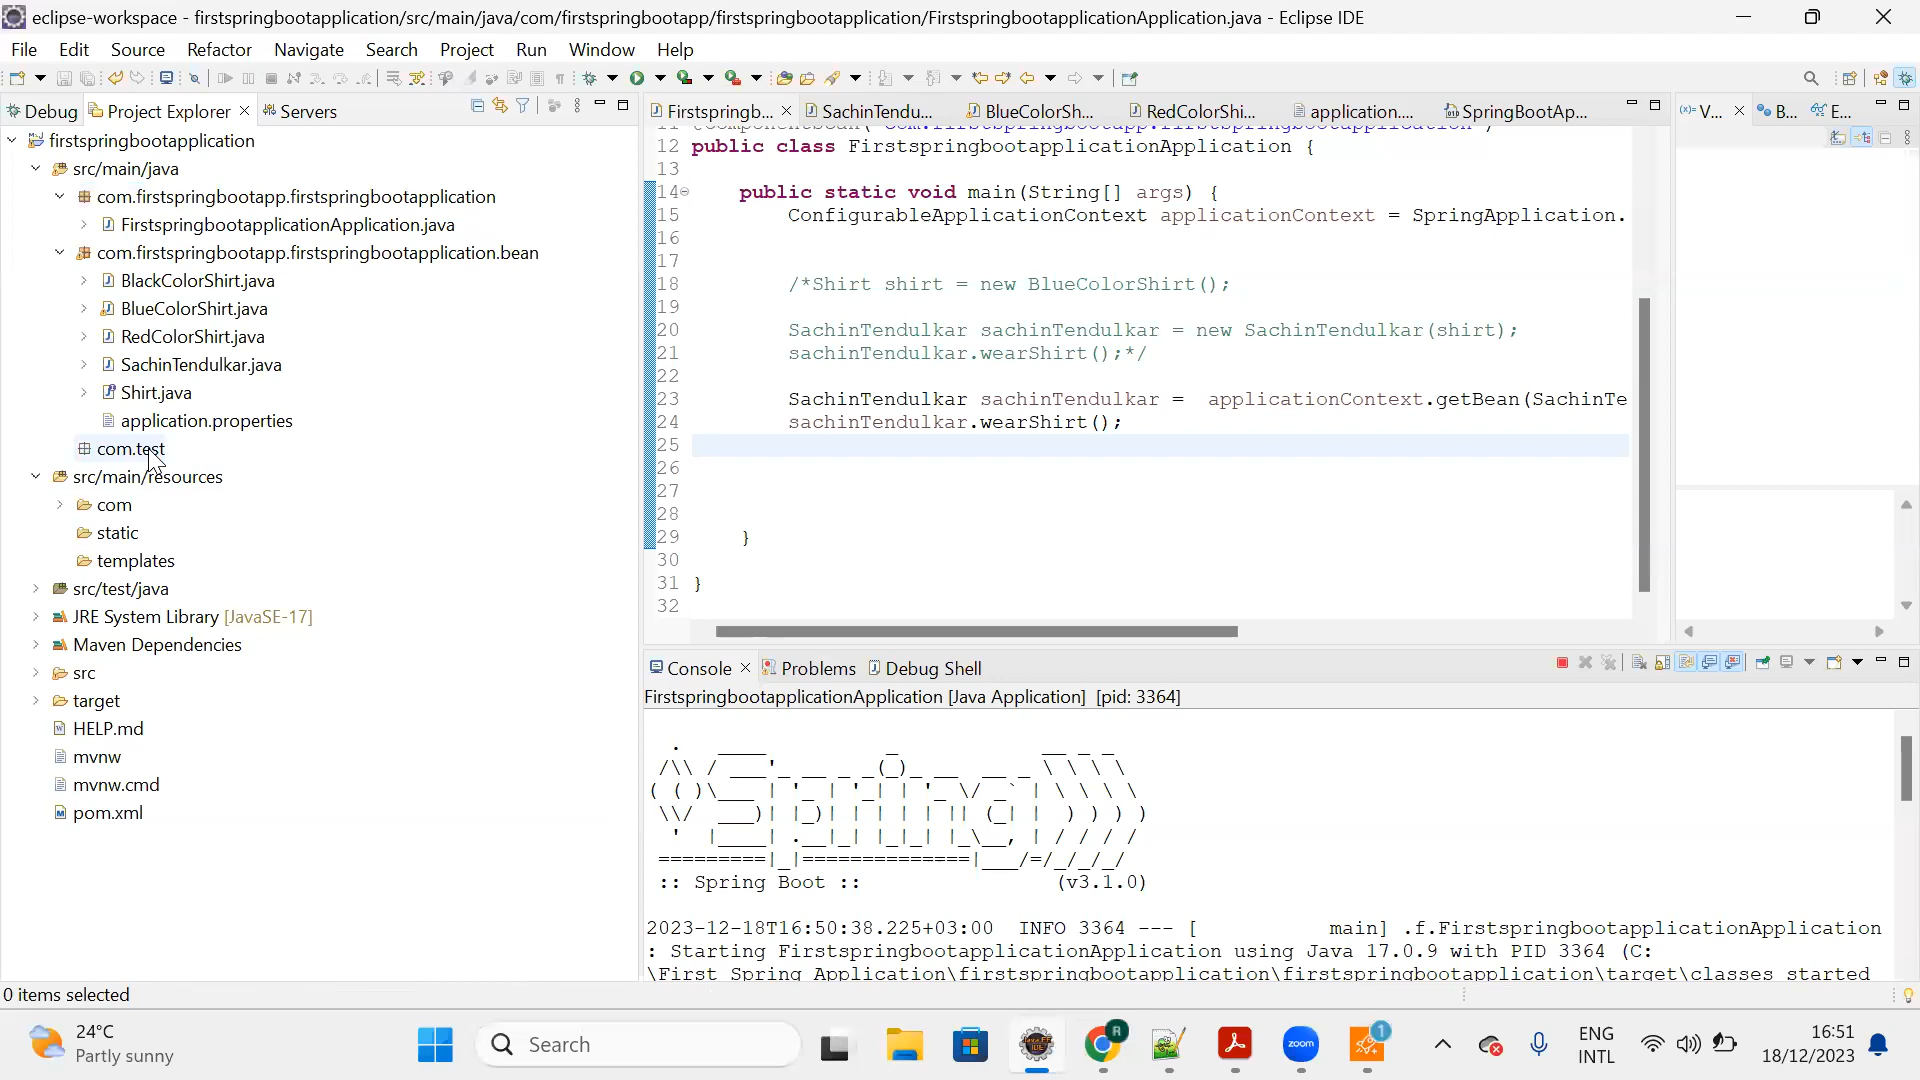 eclipse-workspace - firstspringbootapplication/src/main/java/com/firstspringbootapp/firstspringbootapplication/FirstspringbootapplicationApplication.java - Eclipse IDE
File Edit Source Refactor Navigate Search Project Run Window Help
Debug Project Explorer Servers
Firstspringb... SachinTendu... BlueColorSh... RedColorShi... application.... SpringBootAp...
(x)= V... B... E...
firstspringbootapplication
src/main/java
com.firstspringbootapp.firstspringbootapplication
FirstspringbootapplicationApplication.java
com.firstspringbootapp.firstspringbootapplication.bean
BlackColorShirt.java
BlueColorShirt.java
RedColorShirt.java
SachinTendulkar.java
Shirt.java
application.properties
com.test
src/main/resources
com
static
templates
src/test/java
JRE System Library [JavaSE-17]
Maven Dependencies
src
target
HELP.md
mvnw
mvnw.cmd
pom.xml
11 @ComponentScan("com.firstspringbootapp.firstspringbootapplication")
12 public class FirstspringbootapplicationApplication {
13
14 public static void main(String[] args) {
15 ConfigurableApplicationContext applicationContext = SpringApplication.
16
17
18 /*Shirt shirt = new BlueColorShirt();
19
20 SachinTendulkar sachinTendulkar = new SachinTendulkar(shirt);
21 sachinTendulkar.wearShirt();*/
22
23 SachinTendulkar sachinTendulkar = applicationContext.getBean(SachinTe
24 sachinTendulkar.wearShirt();
25
26
27
28
29 }
30
31 }
32
Console Problems Debug Shell
FirstspringbootapplicationApplication [Java Application] [pid: 3364]
:: Spring Boot :: (v3.1.0)
2023-12-18T16:50:38.225+03:00 INFO 3364 --- [ main] .f.FirstspringbootapplicationApplication
: Starting FirstspringbootapplicationApplication using Java 17.0.9 with PID 3364 (C:
\First Spring Application\firstspringbootapplication\firstspringbootapplication\target\classes started
0 items selected
24°C
Partly sunny
Search
R
zoom
1
ENG
INTL
16:51
18/12/2023